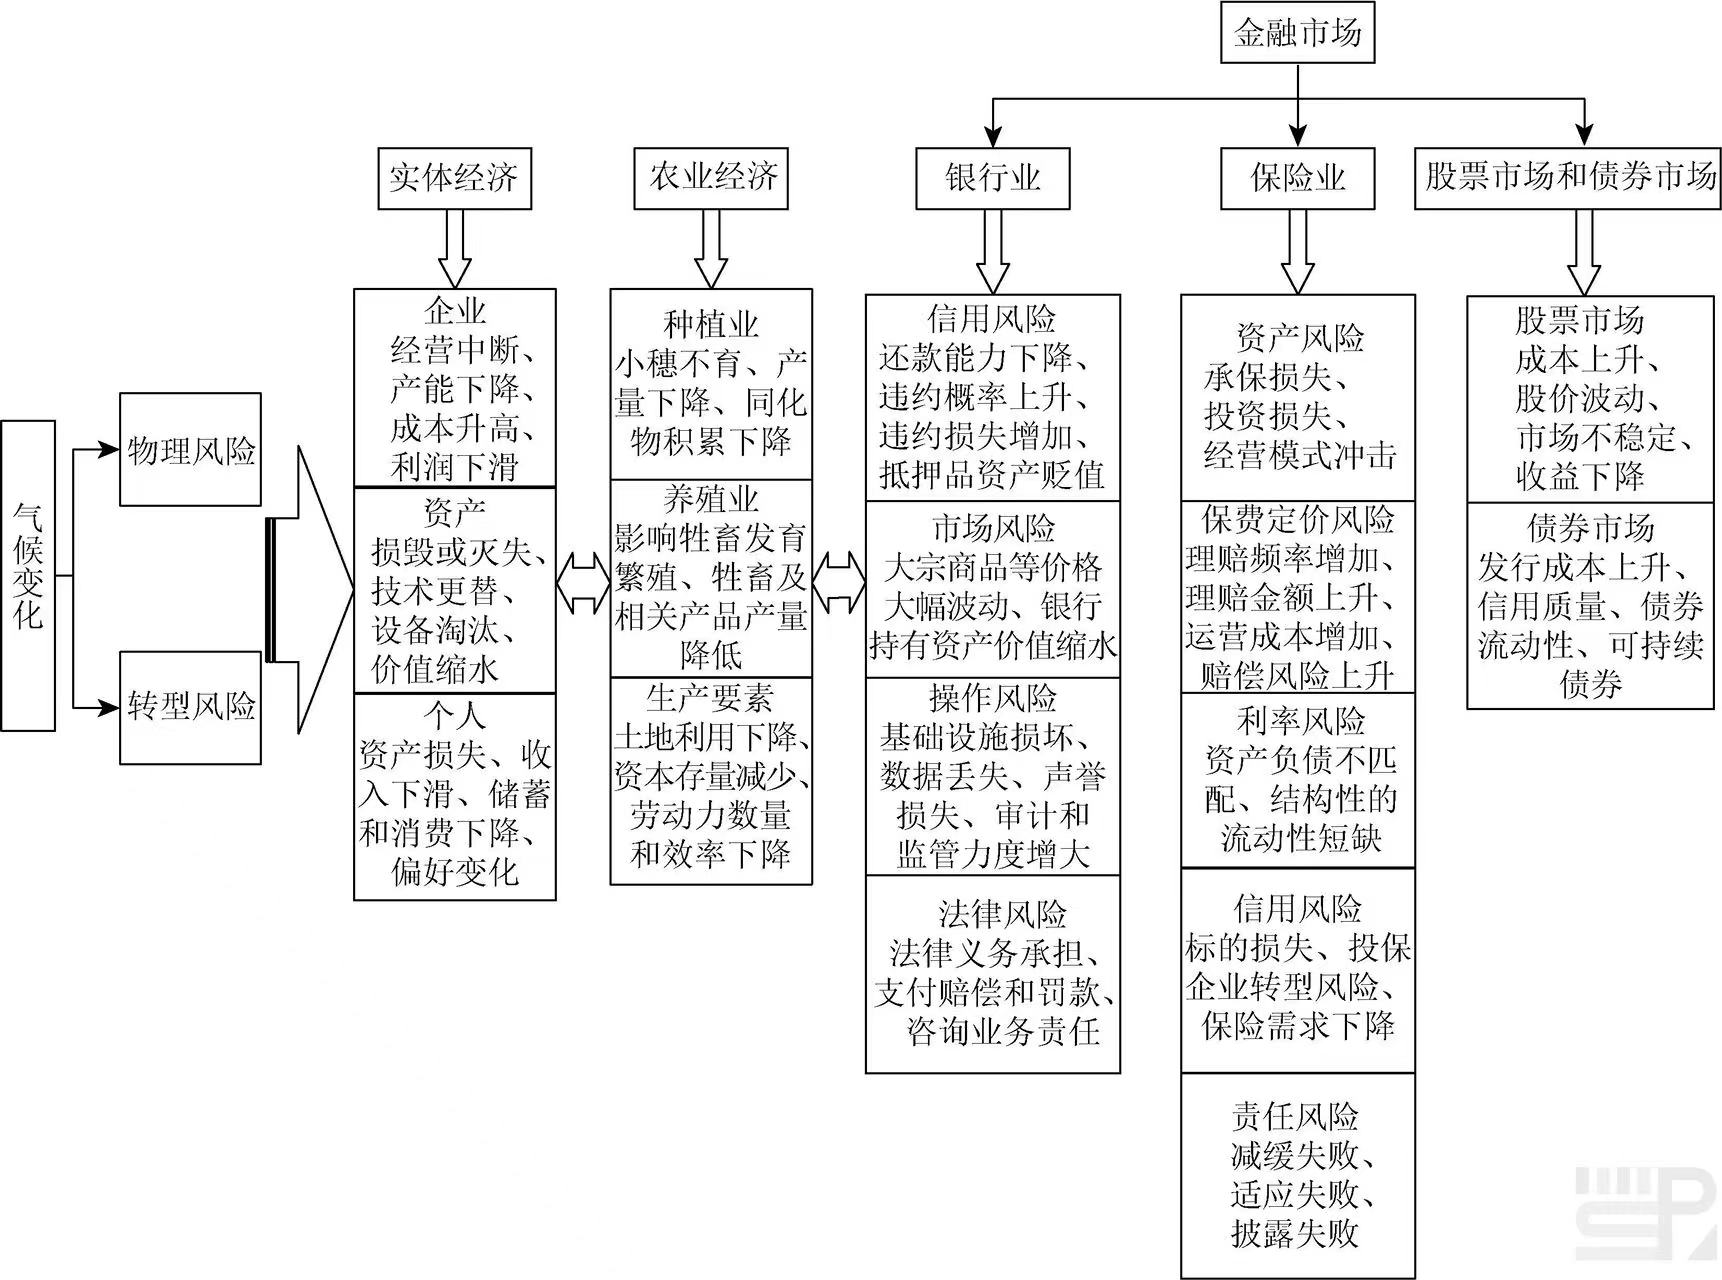 金融市场
实体经济
农业经济
银行业
保险业
股票市场和债券市场
气
候
变
化
物理风险
转型风险
企业
经营中断、
产能下降、
成本升高、
利润下滑
资产
损毁或灭失、
技术更替、
设备淘汰、
价值缩水
个人
资产损失、收
入下滑、储蓄
和消费下降、
偏好变化
种植业
小穗不育、产
量下降、同化
物积累下降
养殖业
影响牲畜发育
繁殖、牲畜及
相关产品产量
降低
生产要素
土地利用下降、
资本存量减少、
劳动力数量
和效率下降
信用风险
还款能力下降、
违约概率上升、
违约损失增加、
抵押品资产贬值
市场风险
大宗商品等价格
大幅波动、银行
持有资产价值缩水
操作风险
基础设施损坏、
数据丢失、声誉
损失、审计和
监管力度增大
法律风险
法律义务承担、
支付赔偿和罚款、
咨询业务责任
资产风险
承保损失、
投资损失、
经营模式冲击
保费定价风险
理赔频率增加、
理赔金额上升、
运营成本增加、
赔偿风险上升
利率风险
资产负债不匹
配、结构性的
流动性短缺
信用风险
标的损失、投保
企业转型风险、
保险需求下降
责任风险
减缓失败、
适应失败、
披露失败
股票市场
成本上升、
股价波动、
市场不稳定、
收益下降
债券市场
发行成本上升、
信用质量、债券
流动性、可持续
债券